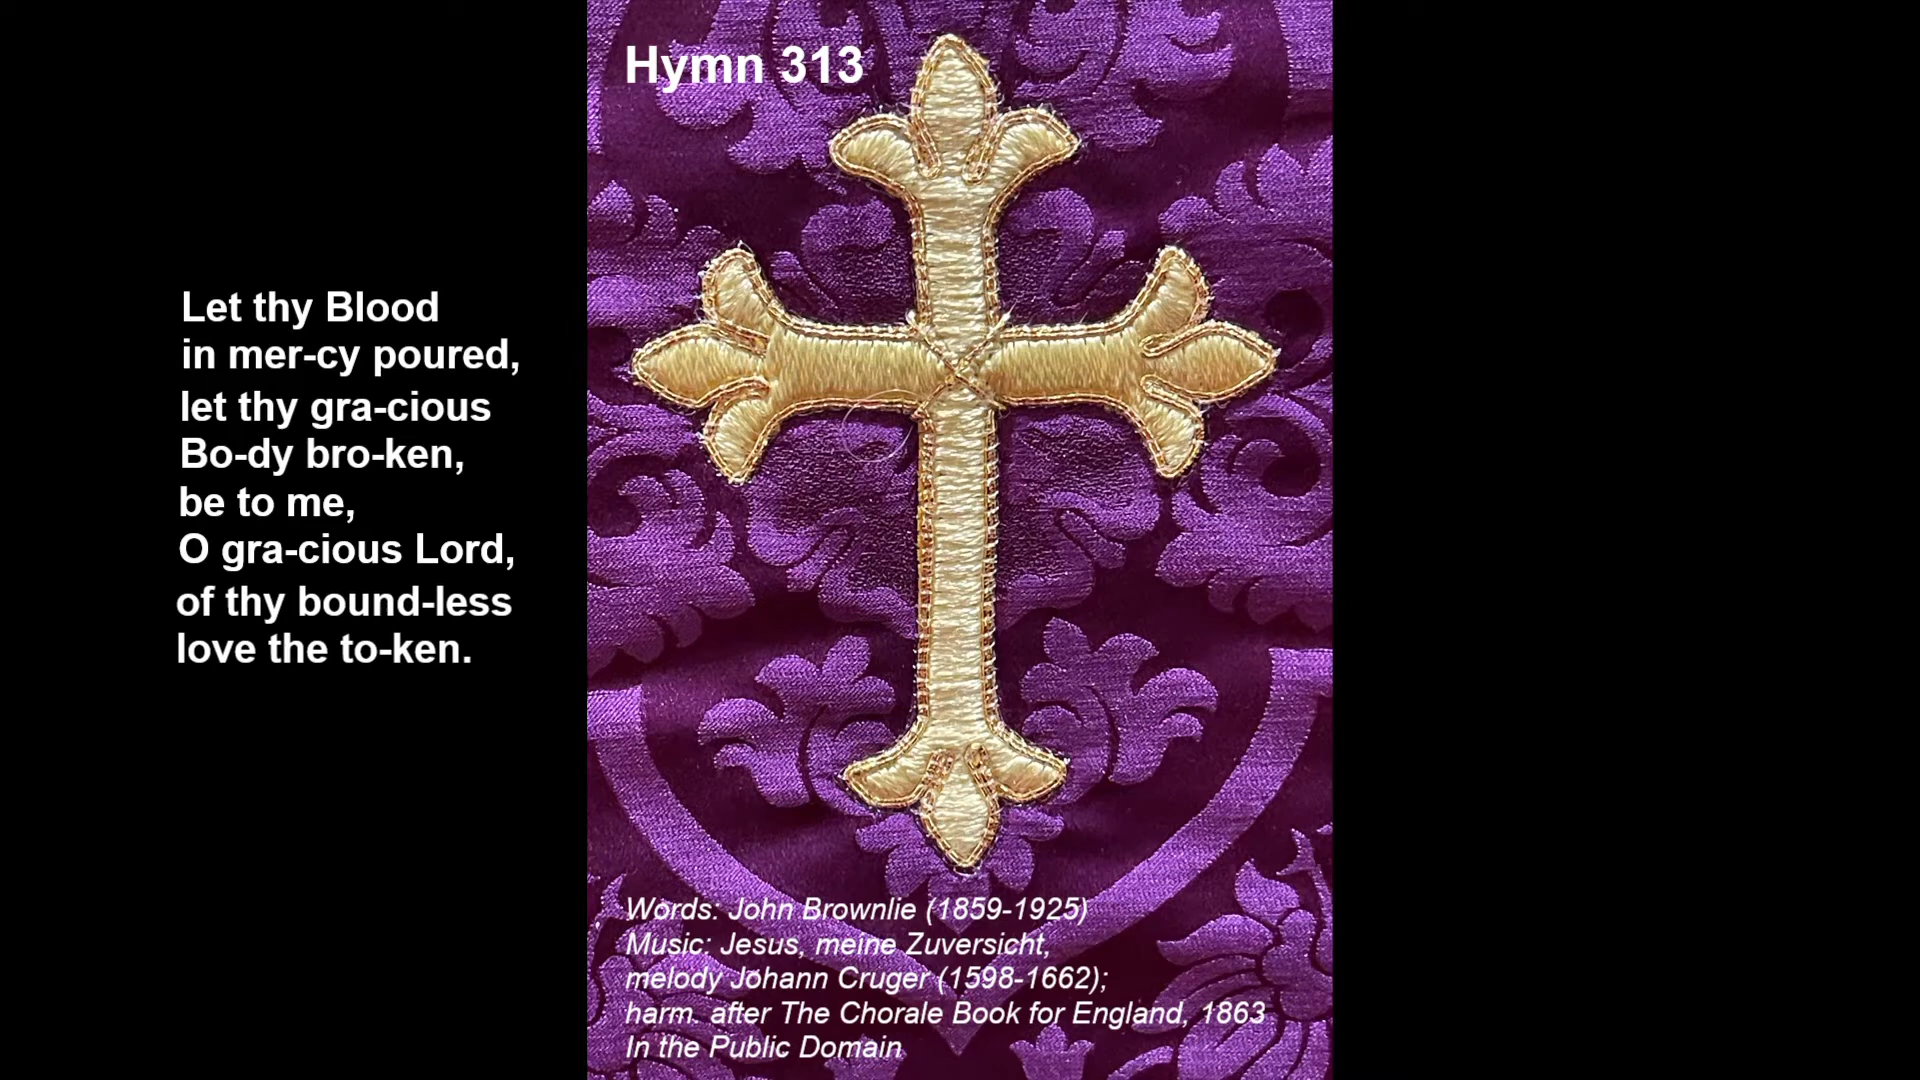 Hymn 313
Let thy Blood
in mer-cy poured,
let thy gra-cious
Bo-dy bro-ken,
be to me,
O gra-cious Lord,
of thy bound-less
love the to-ken.
Words: John Brownlie (1859-1925)
Music: Jesus, meine Zuversicht,
melody Johann Cruger (1598-1662);
harm. after The Chorale Book for England, 1863
In the Public Domain